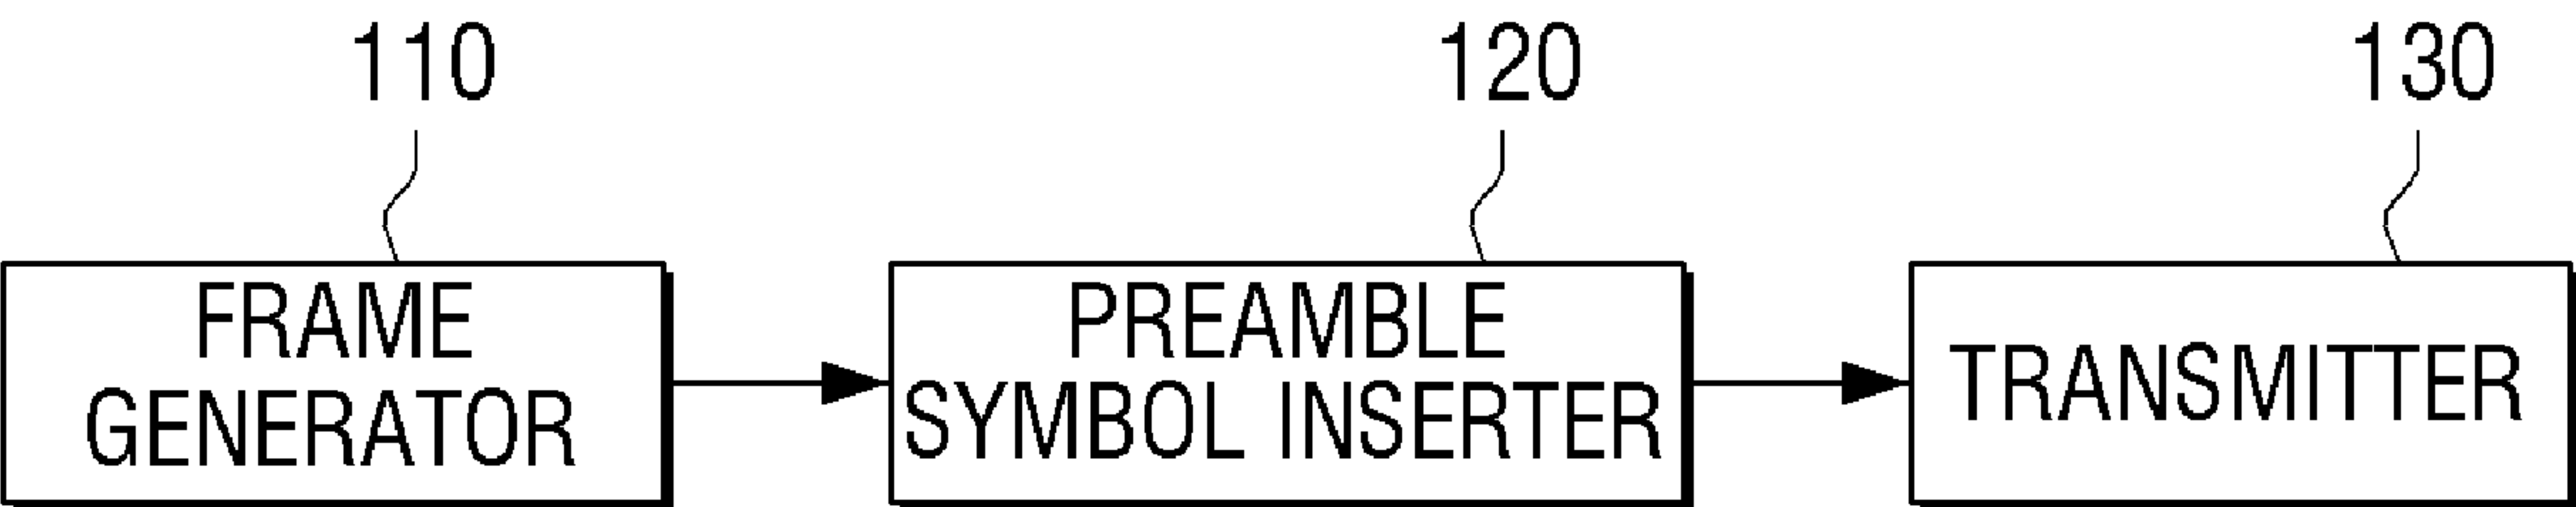 110
120
130
FRAME
GENERATOR
PREAMBLE
SYMBOL INSERTER
TRANSMITTER